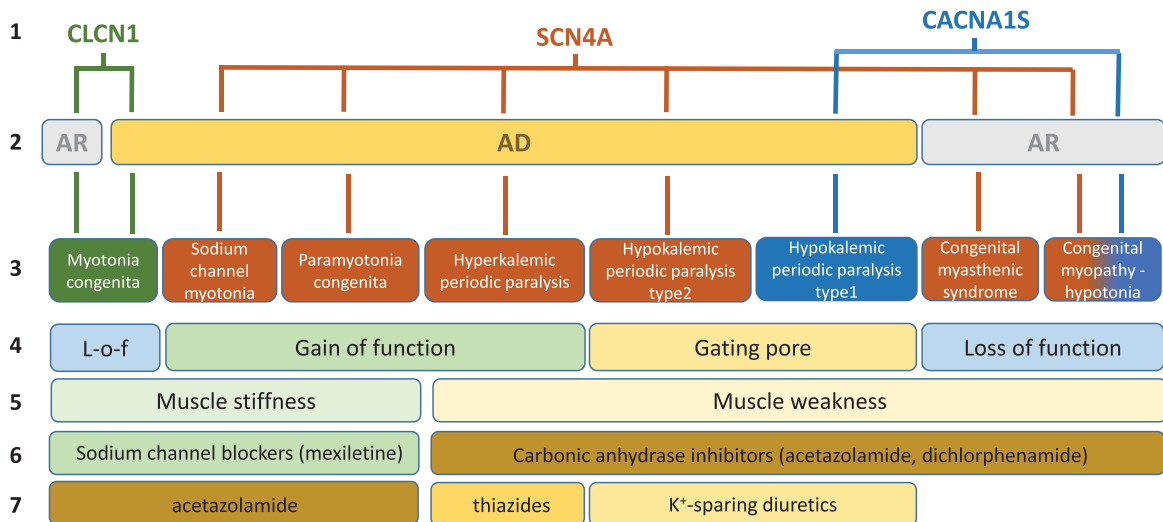 1
CLCN1
SCN4A
CACNA1S
2
AR
AD
AR
3
Myotonia
congenita
Sodium
channel
myotonia
Paramyotonia
congenita
Hyperkalemic
periodic paralysis
Hypokalemic
periodic paralysis
type2
Hypokalemic
periodic paralysis
type1
Congenital
myasthenic
syndrome
Congenital
myopathy -
hypotonia
4
L-o-f
Gain of function
Gating pore
Loss of function
5
Muscle stiffness
Muscle weakness
6
Sodium channel blockers (mexiletine)
Carbonic anhydrase inhibitors (acetazolamide, dichlorphenamide)
7
acetazolamide
thiazides
K⁺-sparing diuretics